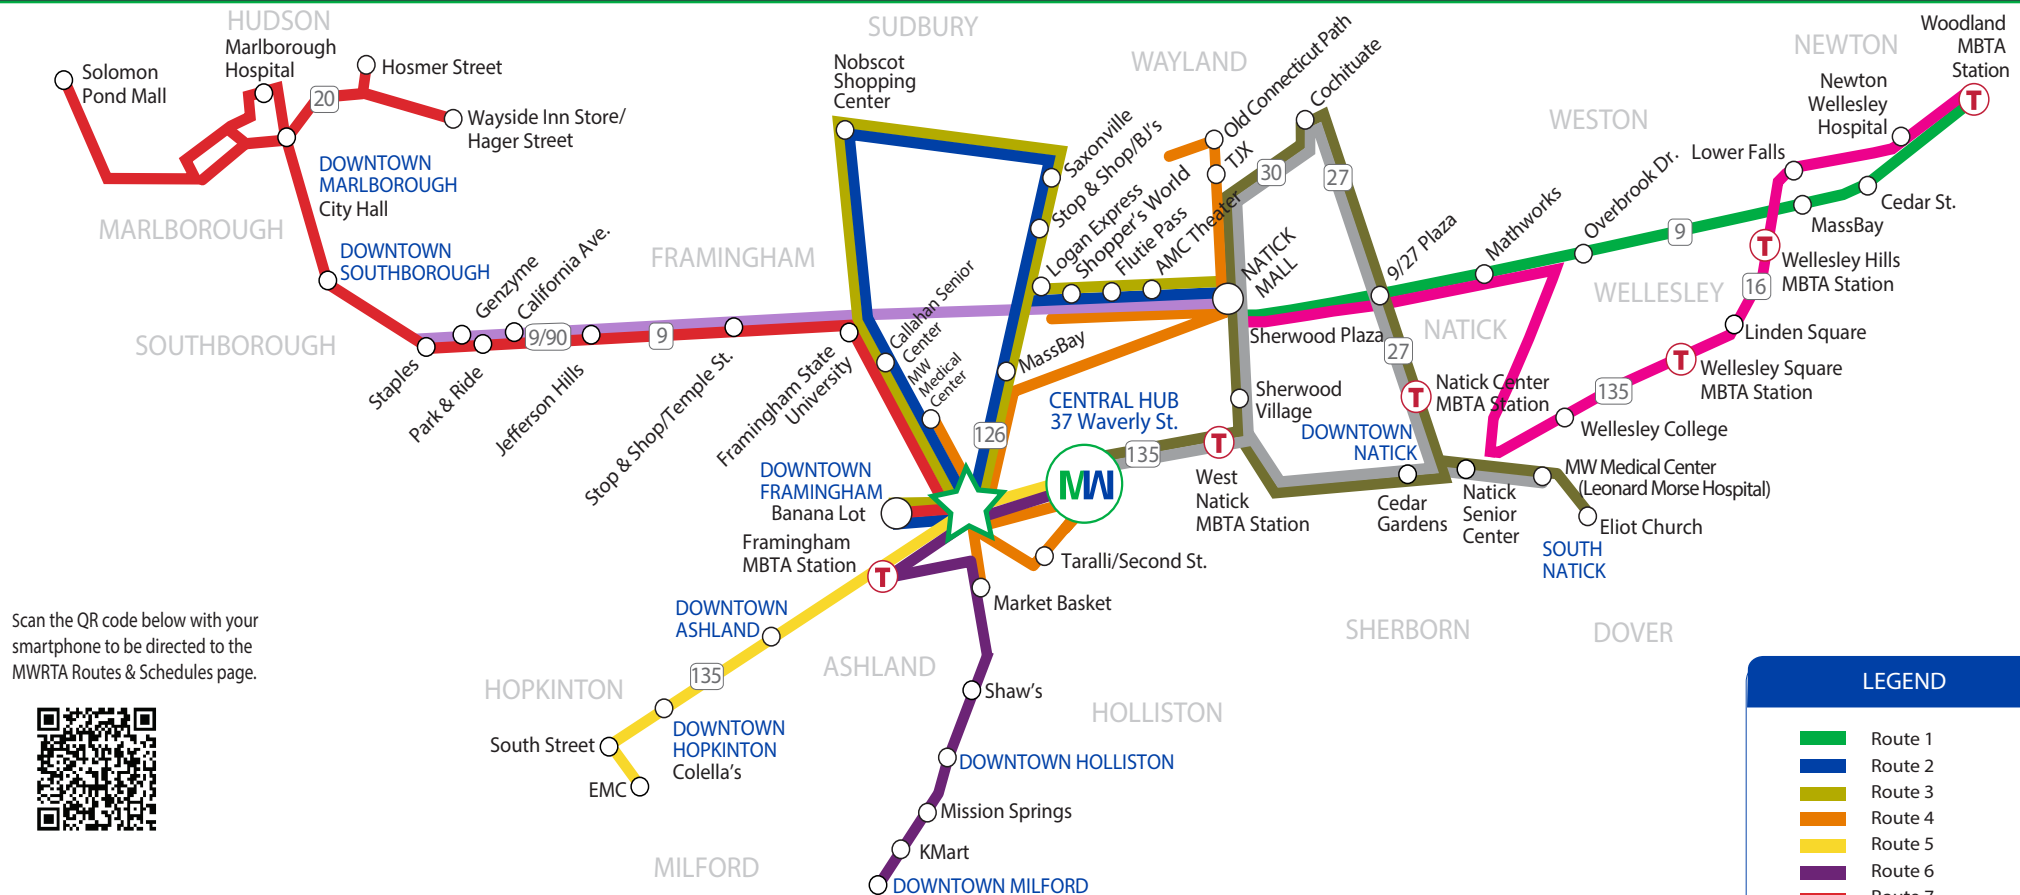 HUDSON
Marlborough
Hospital
Solomon
Pond Mall
Hosmer Street
20
Wayside Inn Store/
Hager Street
DOWNTOWN
MARLBOROUGH
City Hall
MARLBOROUGH
DOWNTOWN
SOUTHBOROUGH
SOUTHBOROUGH
Staples
Genzyme
Park & Ride
California Ave.
9/90
Jefferson Hills
9
Stop & Shop/Temple St.
FRAMINGHAM
Framingham State
University
SUDBURY
Nobscot
Shopping
Center
Callahan Senior
Center
MW
Medical
Center
Saxonville
Stop & Shop/BJ's
Logan Express
Shopper's World
Flutie Pass
AMC Theater
MassBay
126
WAYLAND
Old Connecticut Path
TJX
Cochituate
30
27
NATICK
MALL
Sherwood Plaza
9/27 Plaza
27
Mathworks
Overbrook Dr.
9
WESTON
NEWTON
Woodland
MBTA
Station
T
Newton
Wellesley
Hospital
Lower Falls
Cedar St.
MassBay
T
Wellesley Hills
MBTA Station
WELLESLEY
16
Linden Square
T
Wellesley Square
MBTA Station
135
Wellesley College
NATICK
T
Natick Center
MBTA Station
DOWNTOWN
NATICK
Sherwood
Village
CENTRAL HUB
37 Waverly St.
MW
135
T
West
Natick
MBTA Station
Cedar
Gardens
Natick
Senior
Center
MW Medical Center
(Leonard Morse Hospital)
Eliot Church
SOUTH
NATICK
DOWNTOWN
FRAMINGHAM
Banana Lot
Framingham
MBTA Station
T
Taralli/Second St.
Market Basket
SHERBORN
DOVER
DOWNTOWN
ASHLAND
135
ASHLAND
HOPKINTON
DOWNTOWN
HOPKINTON
Colella's
South Street
EMC
Shaw's
HOLLISTON
DOWNTOWN HOLLISTON
Mission Springs
KMart
MILFORD
DOWNTOWN MILFORD
Scan the QR code below with your
smartphone to be directed to the
MWRTA Routes & Schedules page.
LEGEND
Route 1
Route 2
Route 3
Route 4
Route 5
Route 6